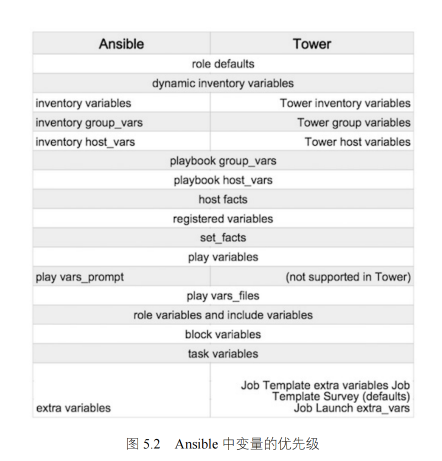 Ansible Tower
role defaults
dynamic inventory variables
inventory variables Tower inventory variables
inventory group_vars Tower group variables
inventory host_vars Tower host variables
playbook group_vars
playbook host_vars
host facts
registered variables
set_facts
play variables
play vars_prompt (not supported in Tower)
play vars_files
role variables and include variables
block variables
task variables
Job Template extra variables Job
Template Survey (defaults)
extra variables Job Launch extra_vars
图 5.2 Ansible 中变量的优先级